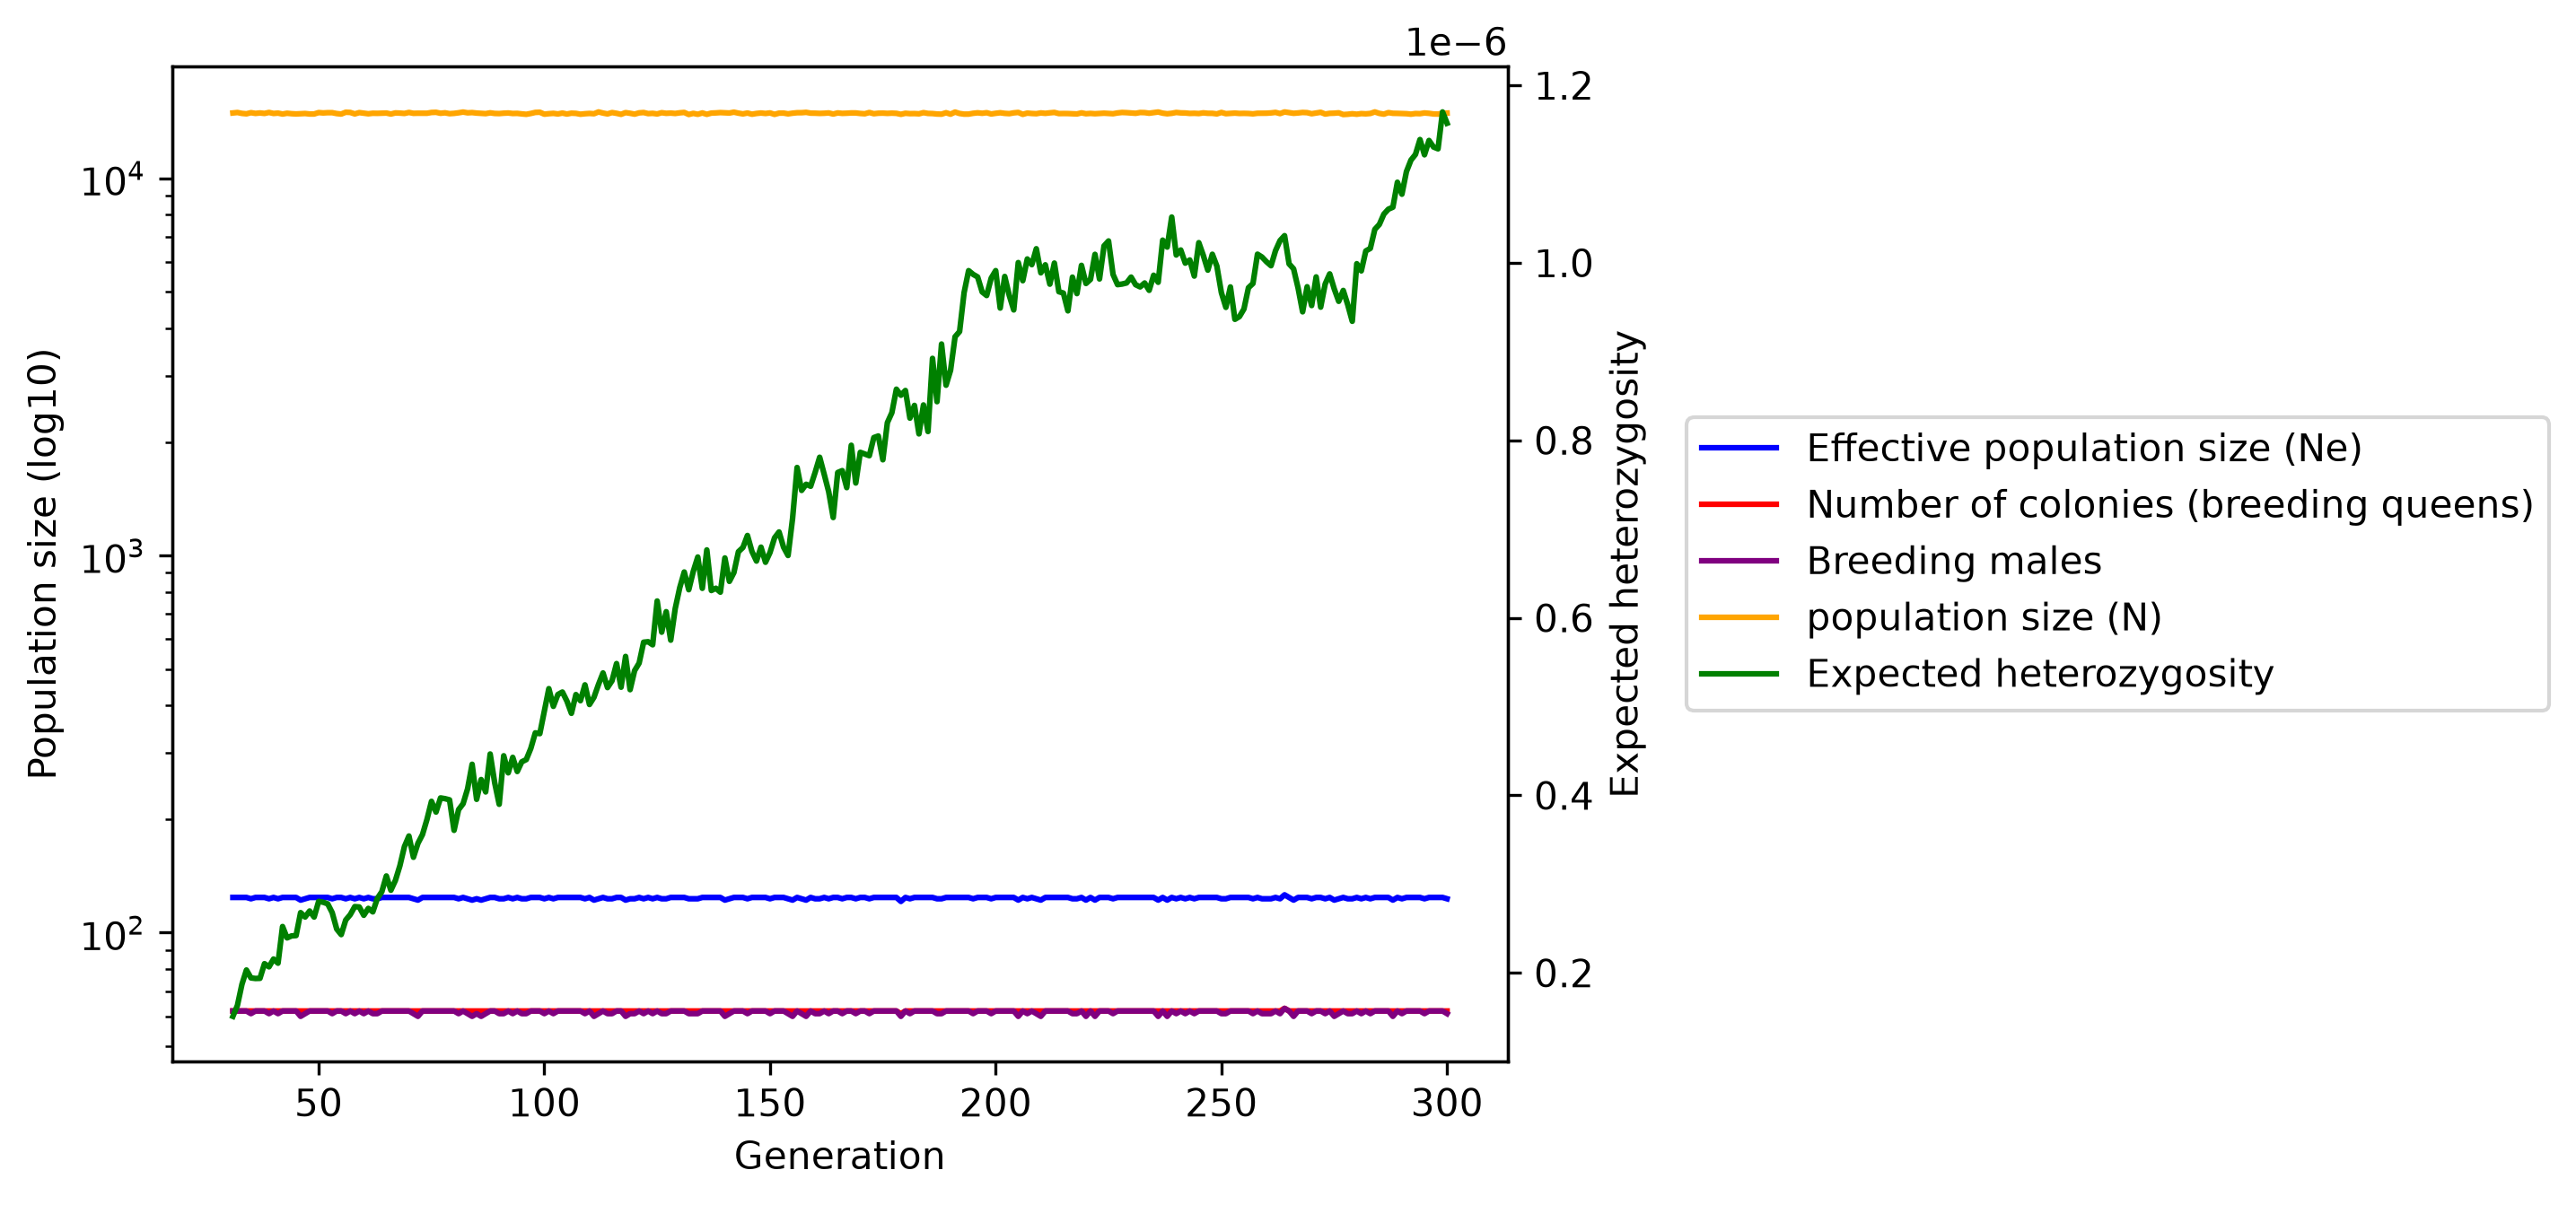 1e−6
10⁴
10³
10²
Population size (log10)
50 100 150 200 250 300
Generation
1.2
1.0
0.8
0.6
0.4
0.2
Expected heterozygosity
Effective population size (Ne)
Number of colonies (breeding queens)
Breeding males
population size (N)
Expected heterozygosity